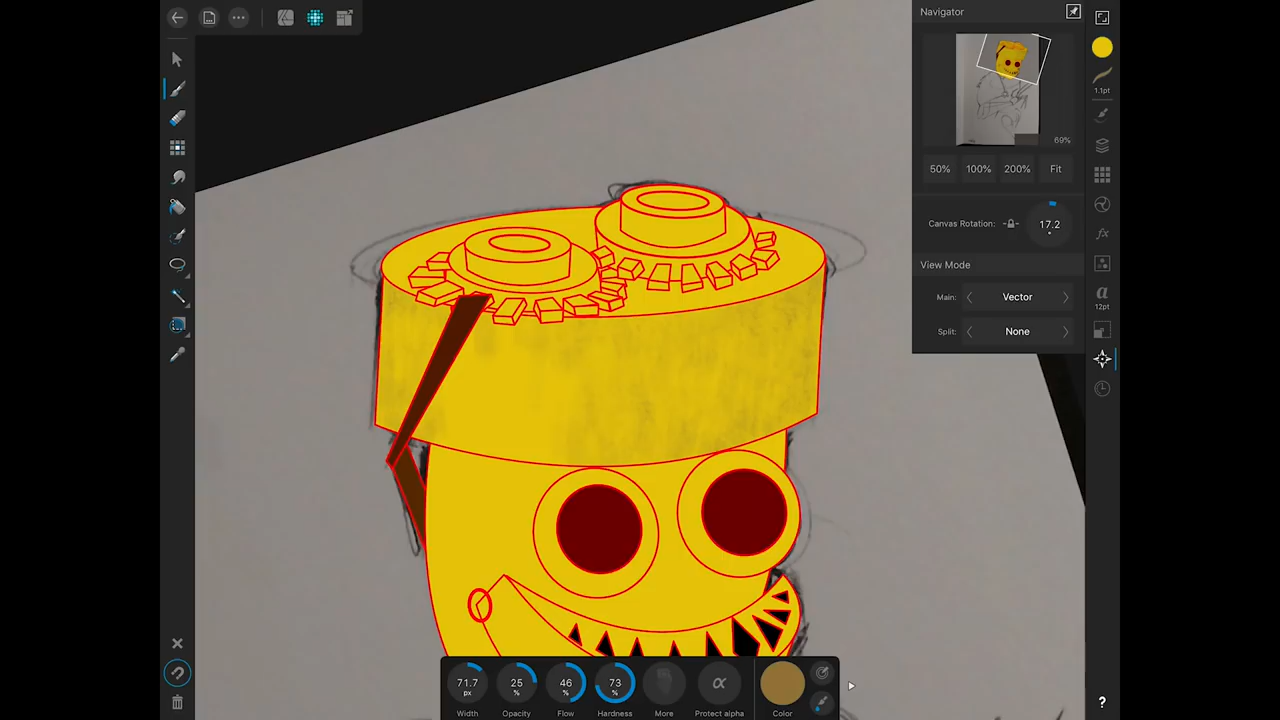 Navigator
69%
50% 100% 200% Fit
Canvas Rotation: 17.2
View Mode
Main: Vector
Split: None
1.1pt
a
12pt
fx
?
71.7 px
25 %
46 %
73 %
α
Width Opacity Flow Hardness More Protect alpha Color